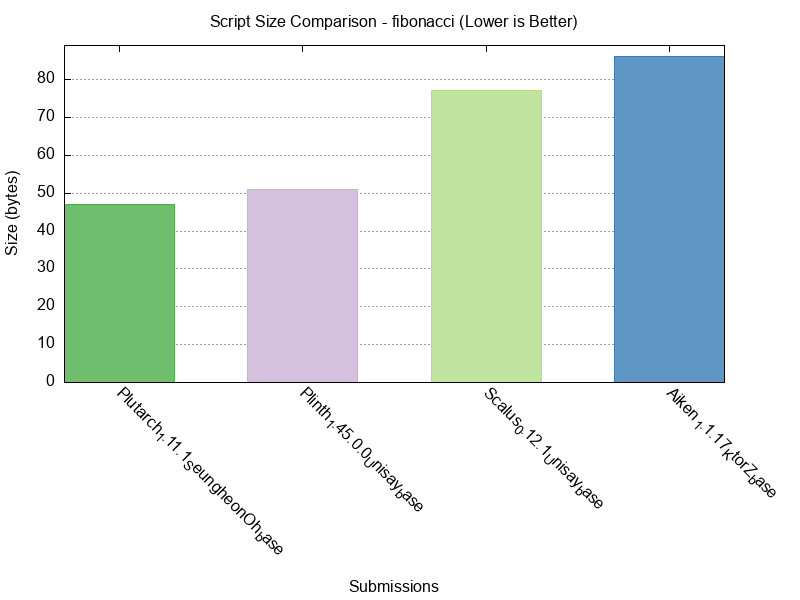 Script Size Comparison - fibonacci (Lower is Better)
Size (bytes)
80
70
60
50
40
30
20
10
0
Plutarch_1.11.1_SeungheonOh_base
Plinth_1.45.0.0_Unisay_base
Scalus_0.12.1_Unisay_base
Aiken_1.1.17_KtorZ_base
Submissions